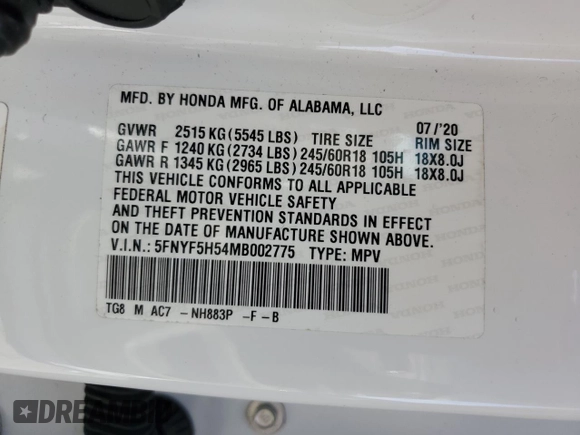 MFD. BY HONDA MFG. OF ALABAMA, LLC
GVWR 2515 KG(5545 LBS) TIRE SIZE 07/'20 RIM SIZE
GAWR F 1240 KG(2734 LBS)245/60R18 105H 18X8.0J
GAWR R 1345 KG(2965 LBS)245/60R18 105H 18X8.0J
THIS VEHICLE CONFORMS TO ALL APPLICABLE
FEDERAL MOTOR VEHICLE SAFETY
AND THEFT PREVENTION STANDARDS IN EFFECT
ON THE DATE OF MANUFACTURE SHOWN ABOVE.
V.I.N.: 5FNYF5H54MB002775 TYPE: MPV
TG8 M AC7 -NH883P -F -B